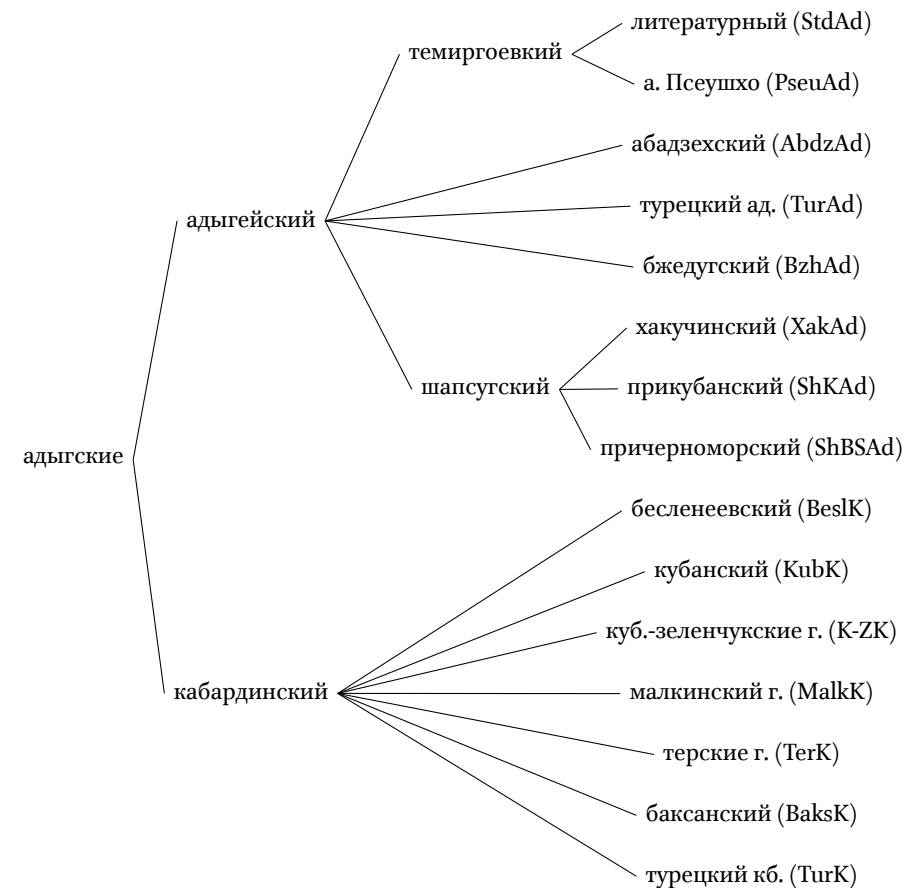 литературный (StdAd)
темиргоевкий
а. Псеушхо (PseuAd)
абадзехский (AbdzAd)
турецкий ад. (TurAd)
адыгейский
бжедугский (BzhAd)
хакучинский (XakAd)
шапсугский
прикубанский (ShKAd)
причерноморский (ShBSAd)
адыгские
бесленеевский (BeslK)
кубанский (KubK)
куб.-зеленчукские г. (K-ZK)
кабардинский
малкинский г. (MalkK)
терские г. (TerK)
баксанский (BaksK)
турецкий кб. (TurK)